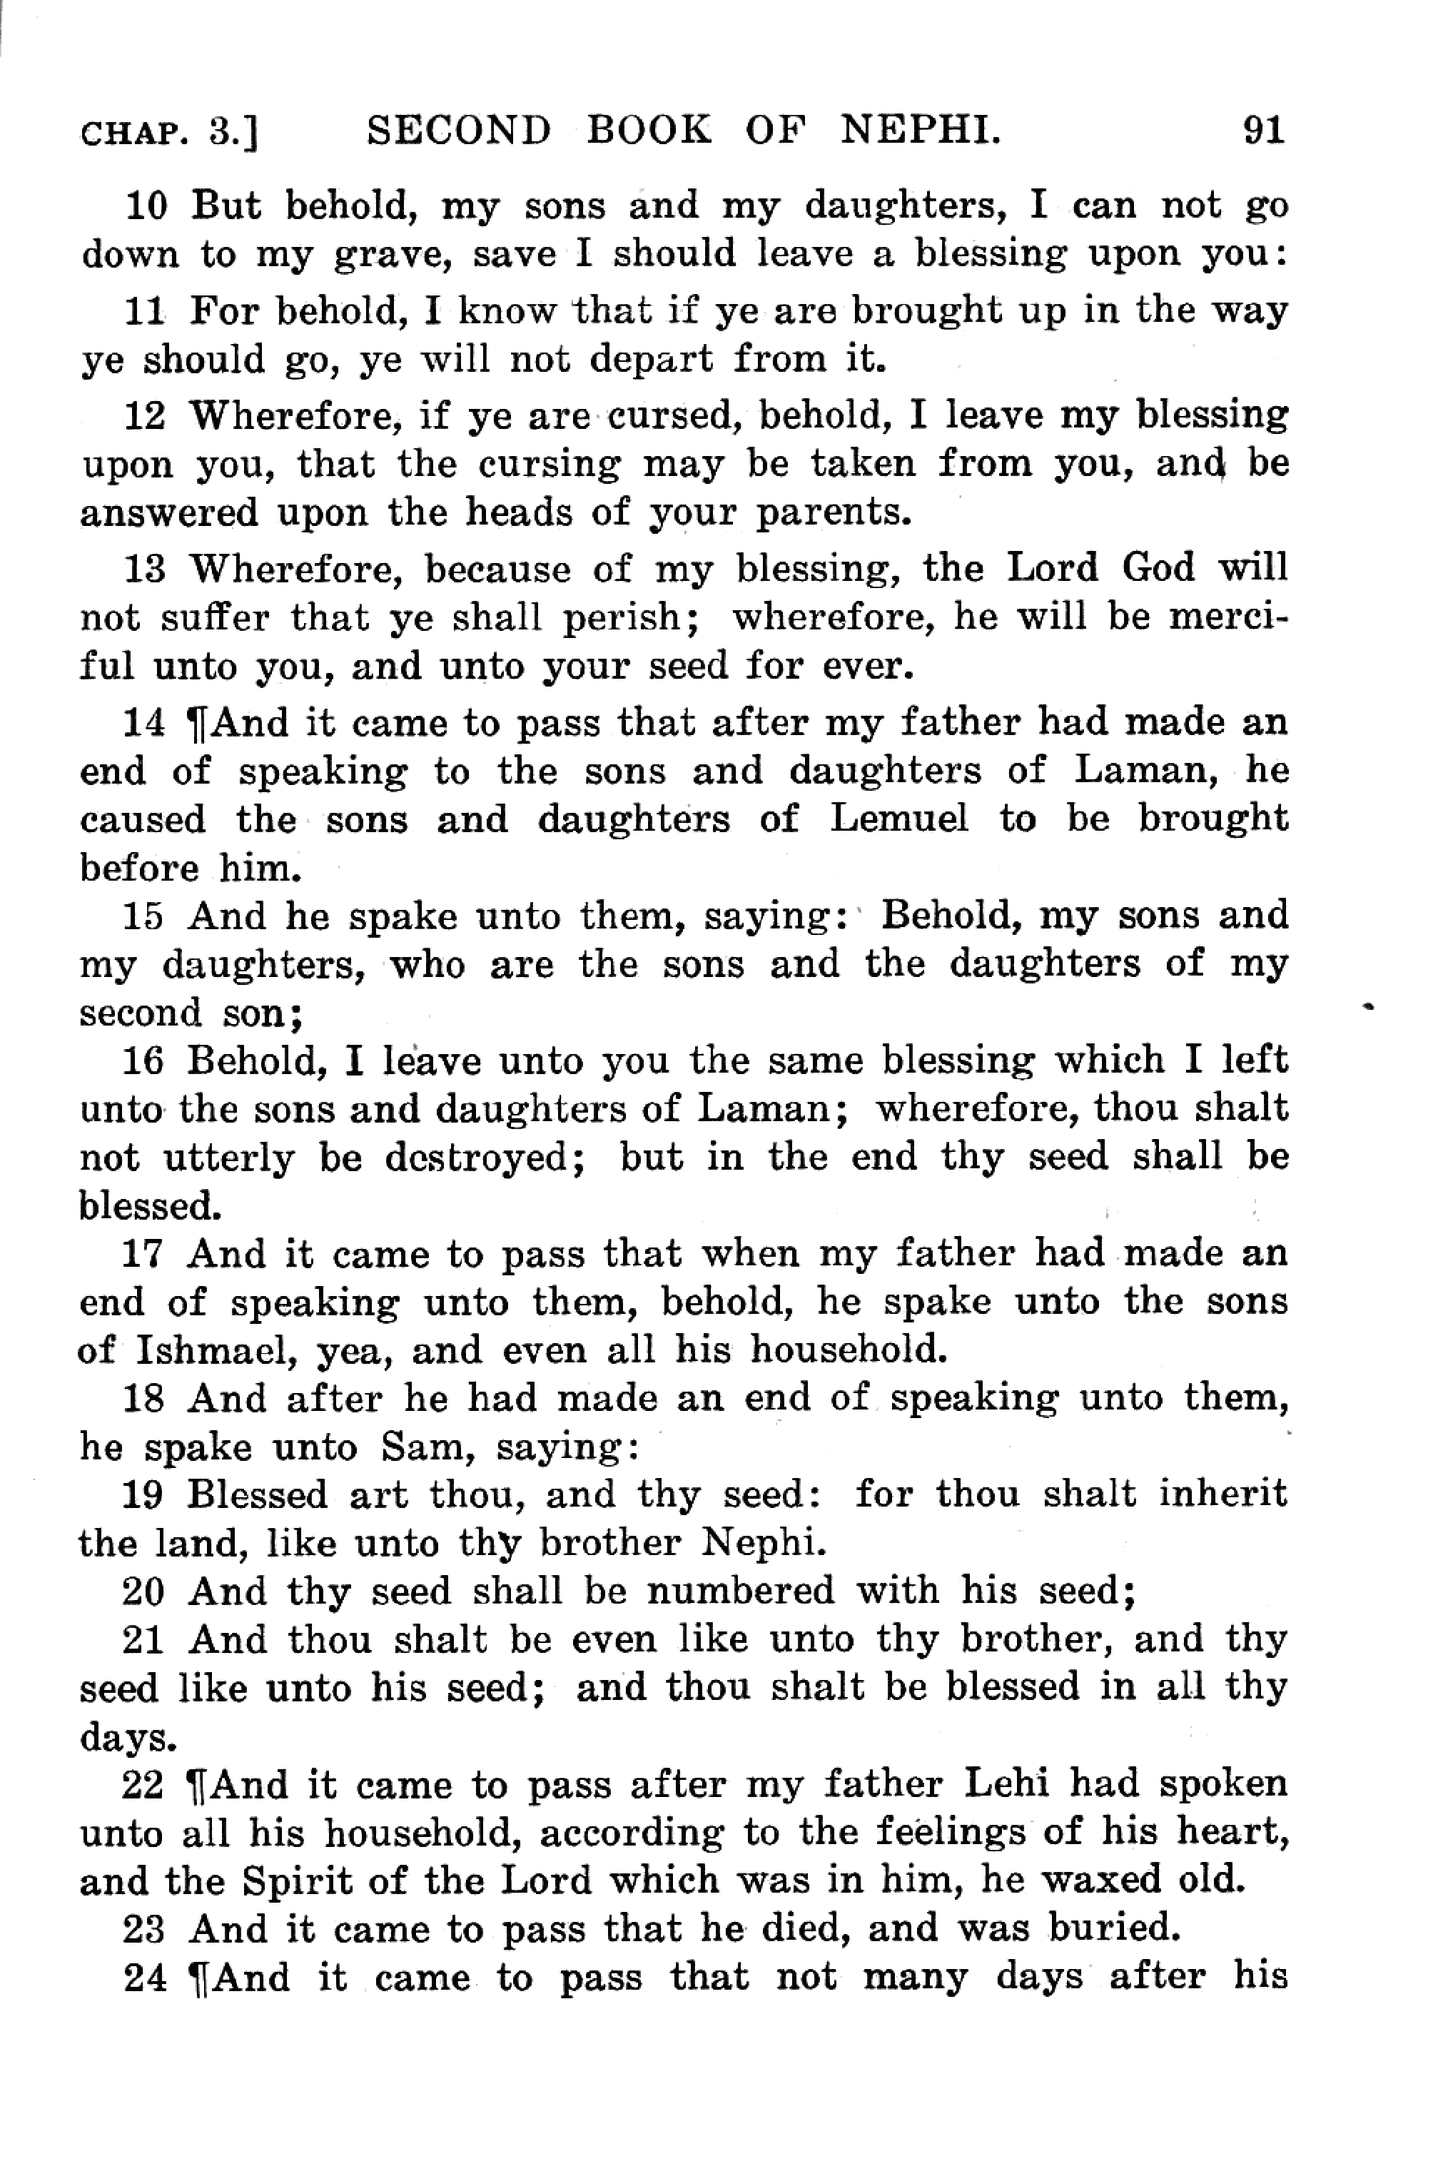 CHAP. 3.] SECOND BOOK OF NEPHI. 91
10 But behold, my sons and my daughters, I can not go
down to my grave, save I should leave a blessing upon you:
11 For behold, I know that if ye are brought up in the way
ye should go, ye will not depart from it.
12 Wherefore, if ye are cursed, behold, I leave my blessing
upon you, that the cursing may be taken from you, and be
answered upon the heads of your parents.
13 Wherefore, because of my blessing, the Lord God will
not suffer that ye shall perish; wherefore, he will be merci-
ful unto you, and unto your seed for ever.
14 ¶And it came to pass that after my father had made an
end of speaking to the sons and daughters of Laman, he
caused the sons and daughters of Lemuel to be brought
before him.
15 And he spake unto them, saying: Behold, my sons and
my daughters, who are the sons and the daughters of my
second son;
16 Behold, I leave unto you the same blessing which I left
unto the sons and daughters of Laman; wherefore, thou shalt
not utterly be destroyed; but in the end thy seed shall be
blessed.
17 And it came to pass that when my father had made an
end of speaking unto them, behold, he spake unto the sons
of Ishmael, yea, and even all his household.
18 And after he had made an end of speaking unto them,
he spake unto Sam, saying:
19 Blessed art thou, and thy seed: for thou shalt inherit
the land, like unto thy brother Nephi.
20 And thy seed shall be numbered with his seed;
21 And thou shalt be even like unto thy brother, and thy
seed like unto his seed; and thou shalt be blessed in all thy
days.
22 ¶And it came to pass after my father Lehi had spoken
unto all his household, according to the feelings of his heart,
and the Spirit of the Lord which was in him, he waxed old.
23 And it came to pass that he died, and was buried.
24 ¶And it came to pass that not many days after his